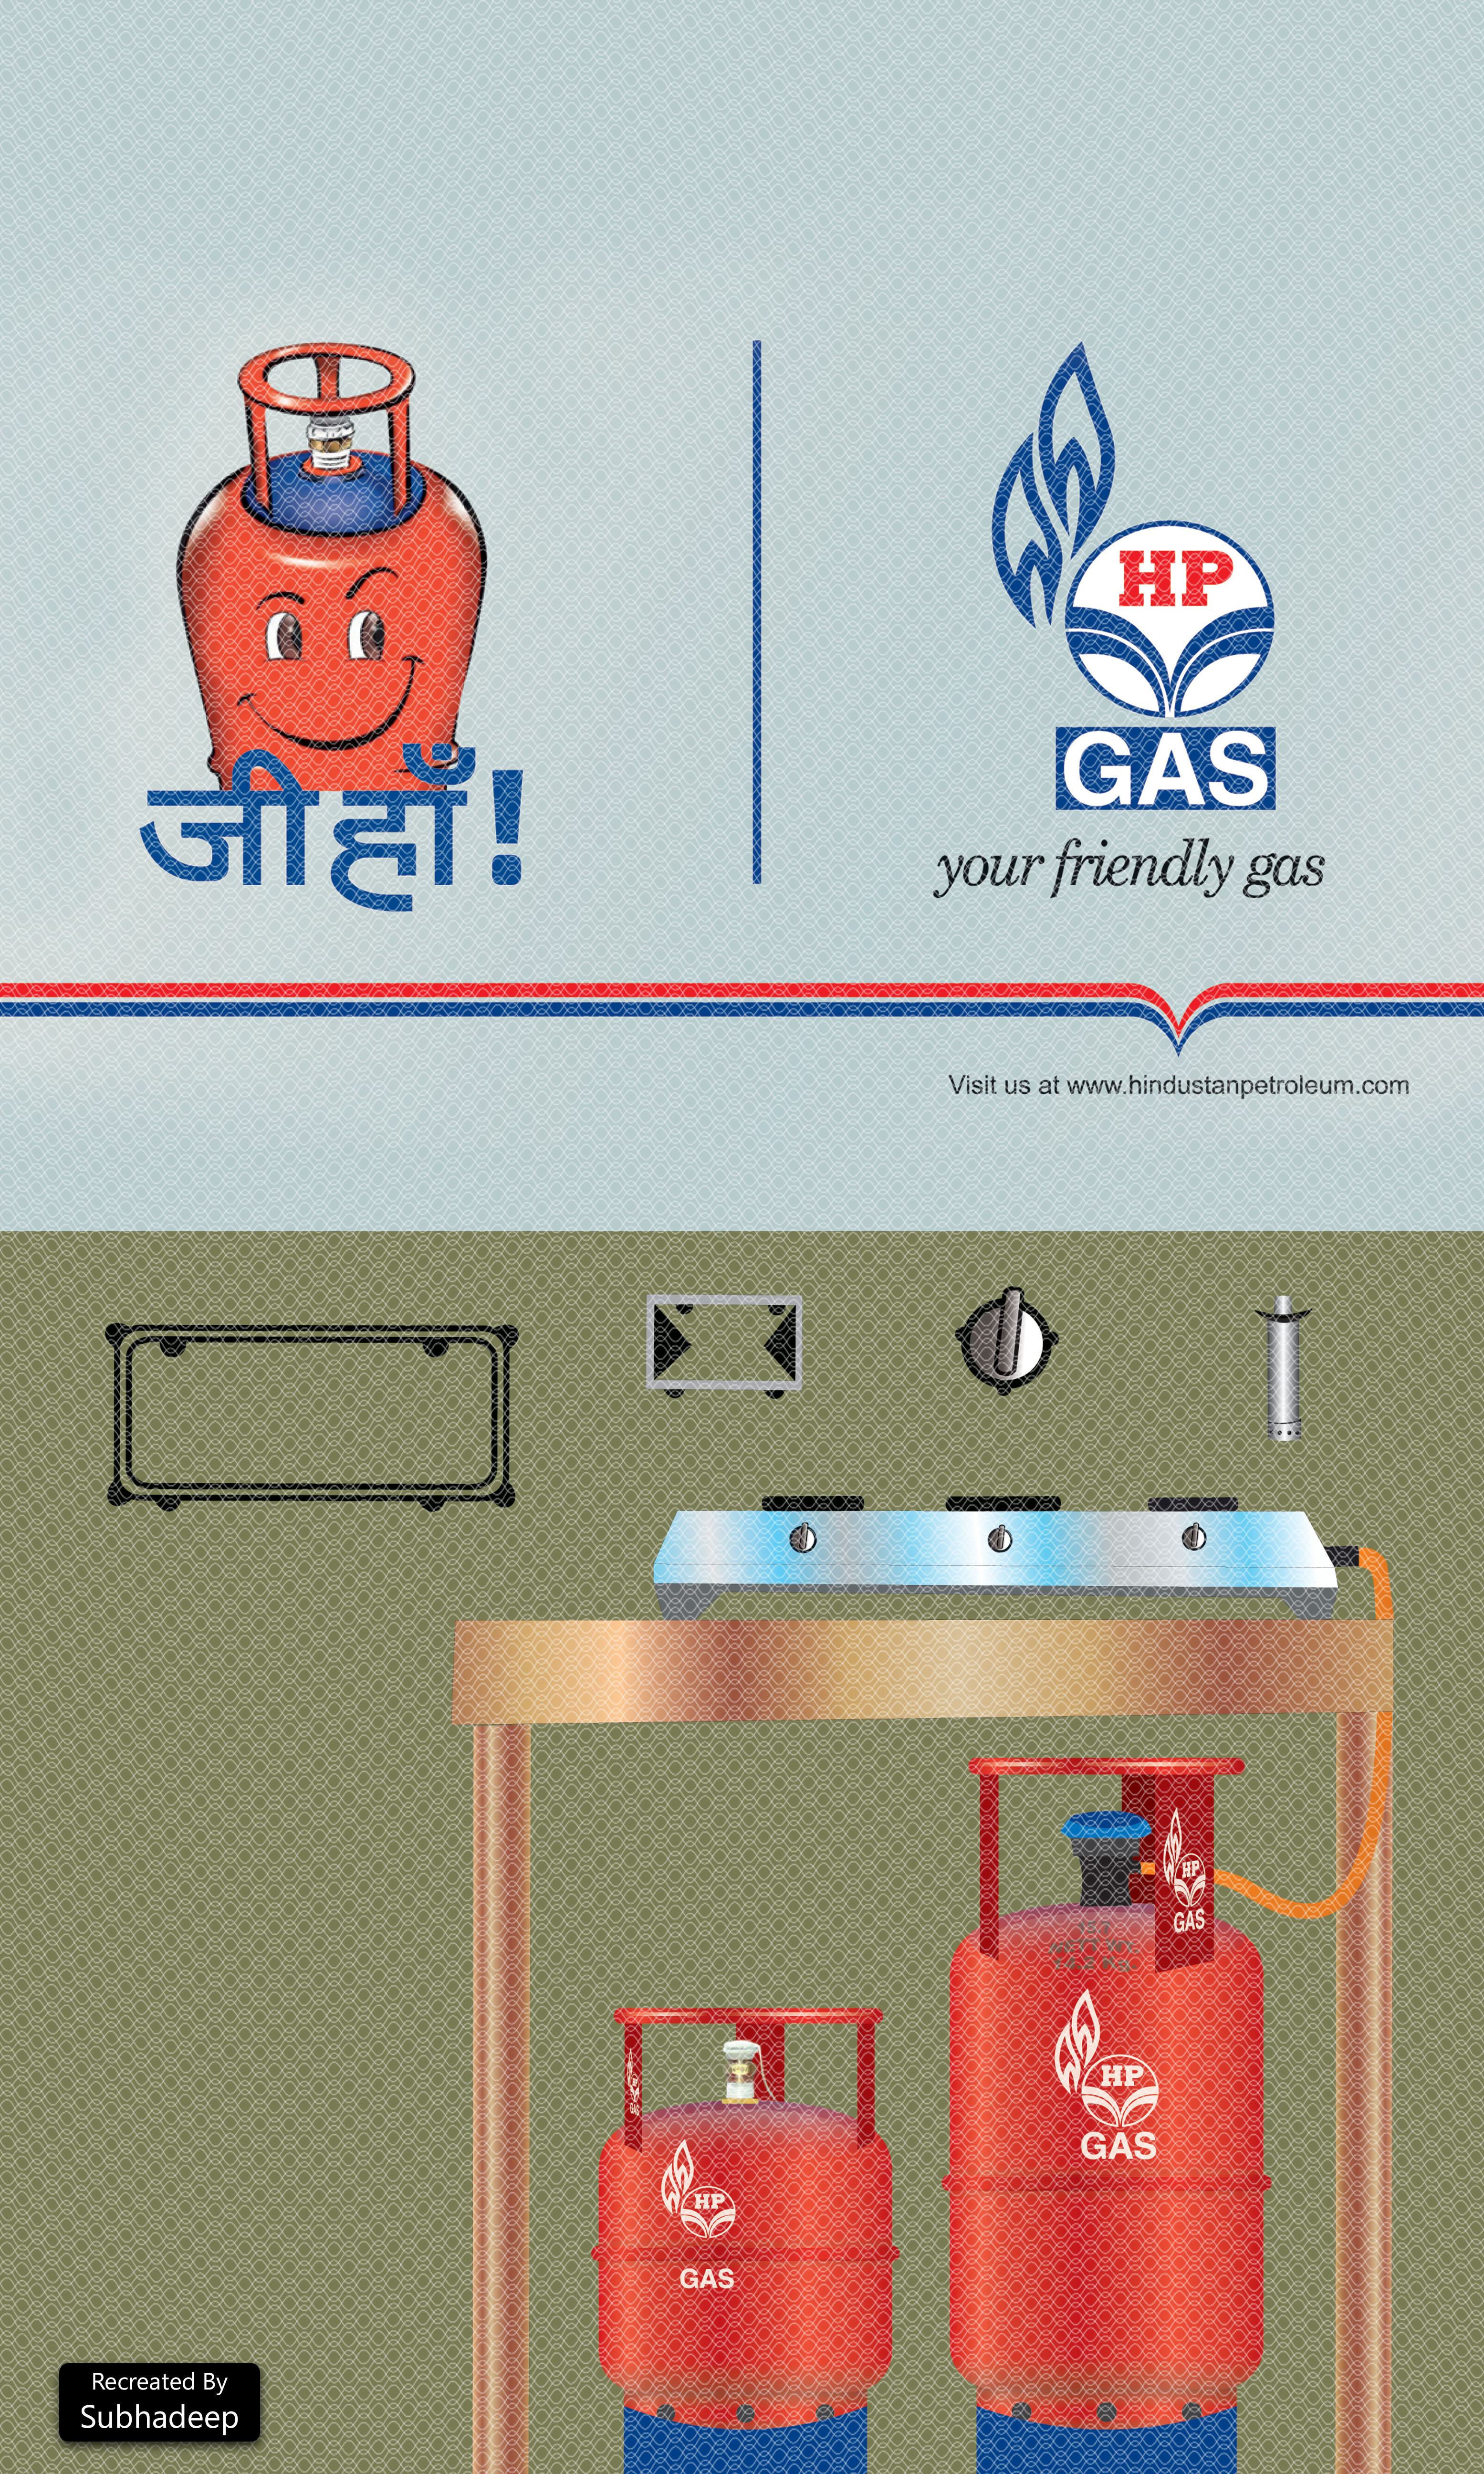 जी हाँ!
HP
GAS
your friendly gas
Visit us at www.hindustanpetroleum.com
HP
GAS
HP
GAS
HP
GAS
GAS
Recreated By
Subhadeep